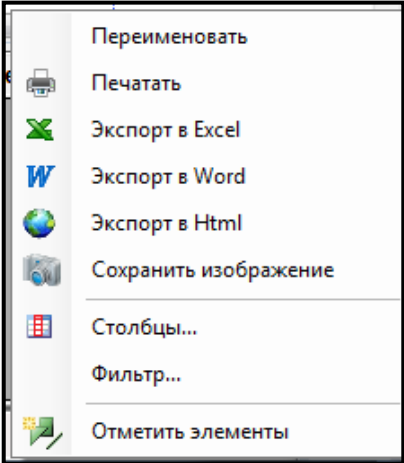 Переименовать
Печатать
Экспорт в Excel
Экспорт в Word
Экспорт в Html
Сохранить изображение
Столбцы...
Фильтр...
Отметить элементы